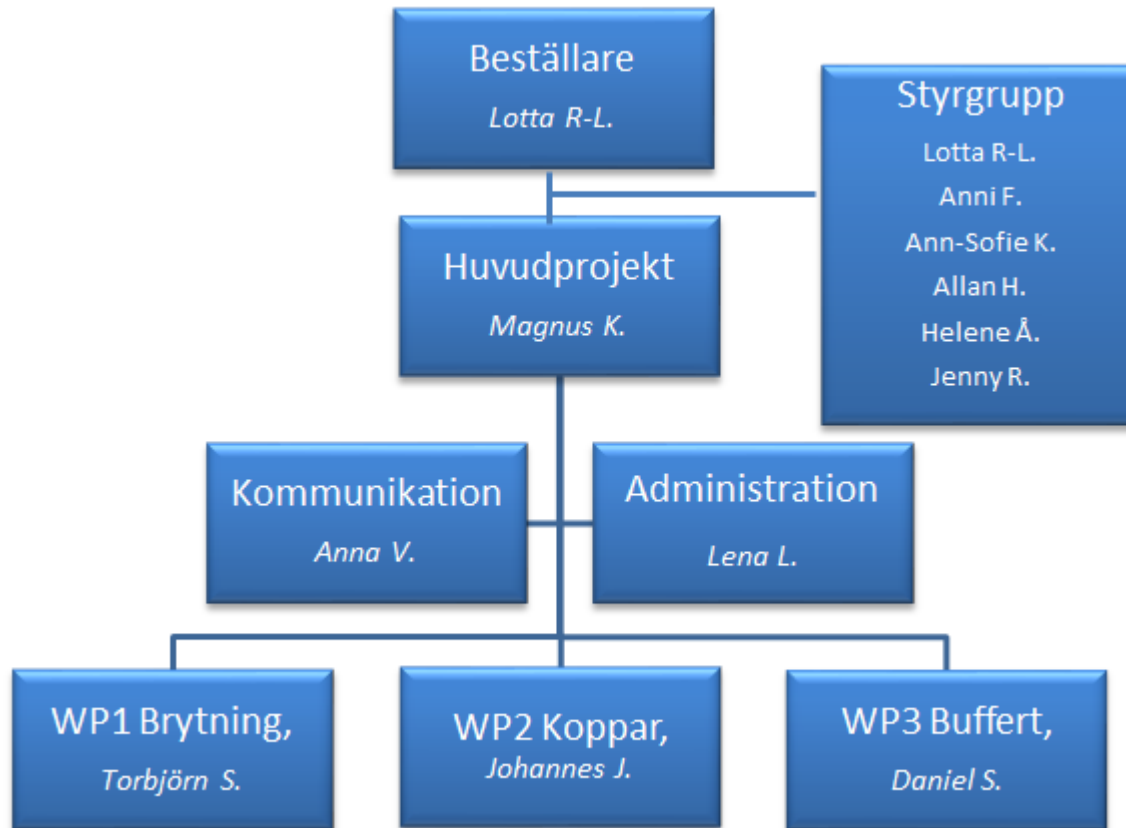 Beställare
Lotta R-L.
Styrgrupp
Lotta R-L.
Anni F.
Ann-Sofie K.
Allan H.
Helene Å.
Jenny R.
Huvudprojekt
Magnus K.
Kommunikation
Anna V.
Administration
Lena L.
WP1 Brytning,
Torbjörn S.
WP2 Koppar,
Johannes J.
WP3 Buffert,
Daniel S.